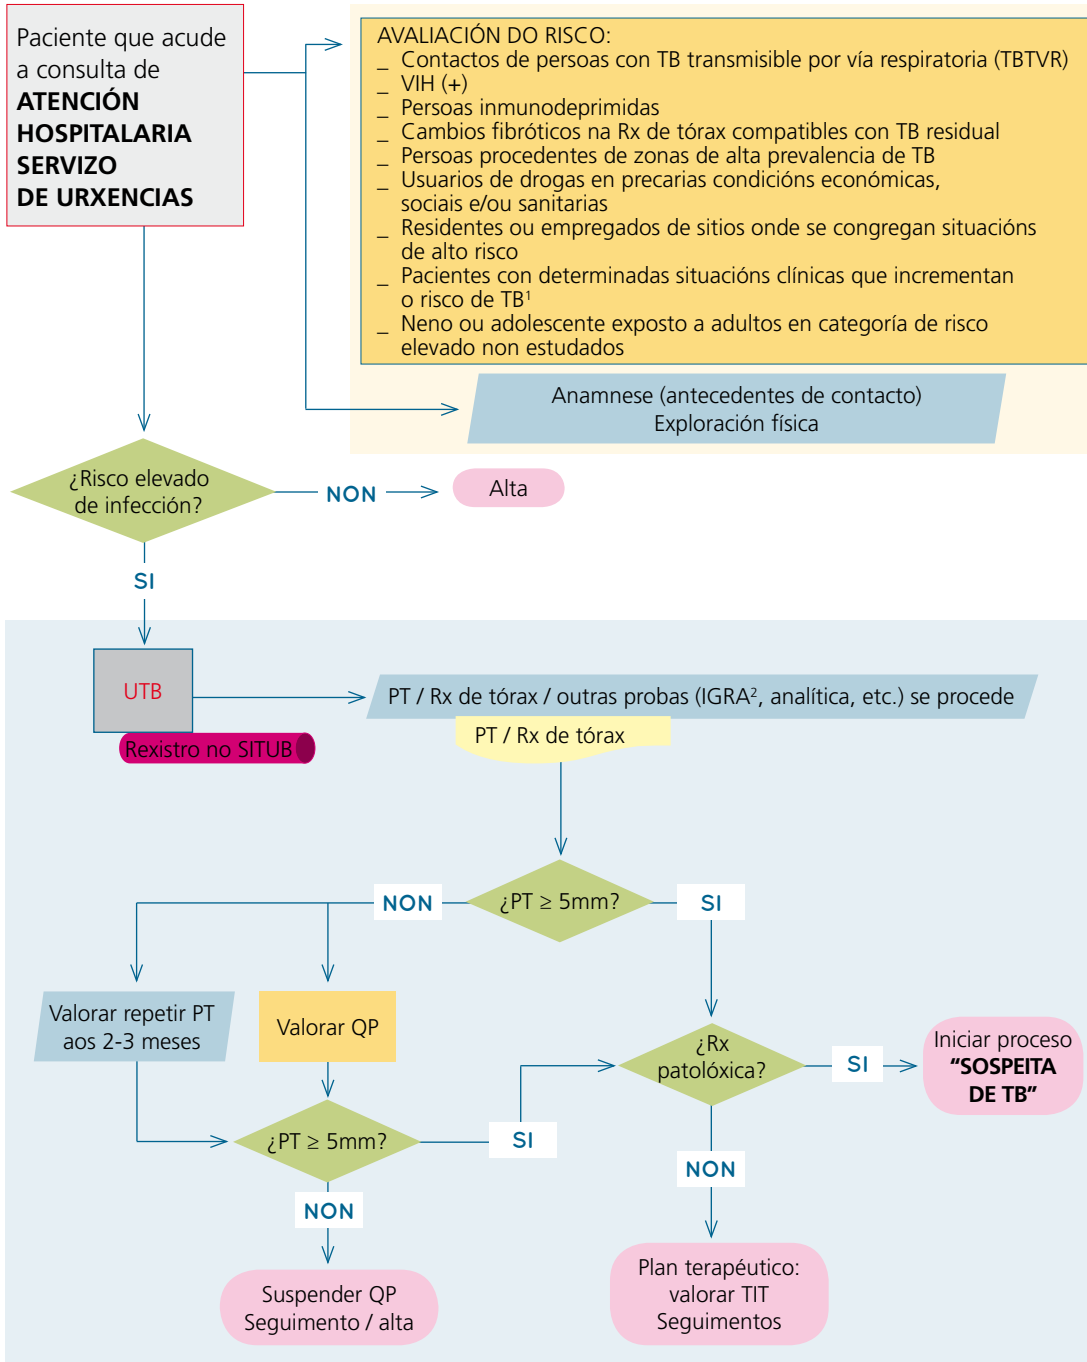 Paciente que acude
a consulta de
ATENCIÓN
HOSPITALARIA
SERVIZO
DE URXENCIAS
AVALIACIÓN DO RISCO:
_ Contactos de persoas con TB transmisible por vía respiratoria (TBTVR)
_ VIH (+)
_ Persoas inmunodeprimidas
_ Cambios fibróticos na Rx de tórax compatibles con TB residual
_ Persoas procedentes de zonas de alta prevalencia de TB
_ Usuarios de drogas en precarias condicións económicas,
sociais e/ou sanitarias
_ Residentes ou empregados de sitios onde se congregan situacións
de alto risco
_ Pacientes con determinadas situacións clínicas que incrementan
o risco de TB¹
_ Neno ou adolescente exposto a adultos en categoría de risco
elevado non estudados
Anamnese (antecedentes de contacto)
Exploración física
¿Risco elevado
de infección?
NON
Alta
SI
UTB
Rexistro no SITUB
PT / Rx de tórax / outras probas (IGRA², analítica, etc.) se procede
PT / Rx de tórax
¿PT ≥ 5mm?
NON
SI
Valorar repetir PT
aos 2-3 meses
Valorar QP
¿Rx
patolóxica?
SI
Iniciar proceso
"SOSPEITA
DE TB"
¿PT ≥ 5mm?
SI
NON
NON
Suspender QP
Seguimento / alta
Plan terapéutico:
valorar TIT
Seguimentos